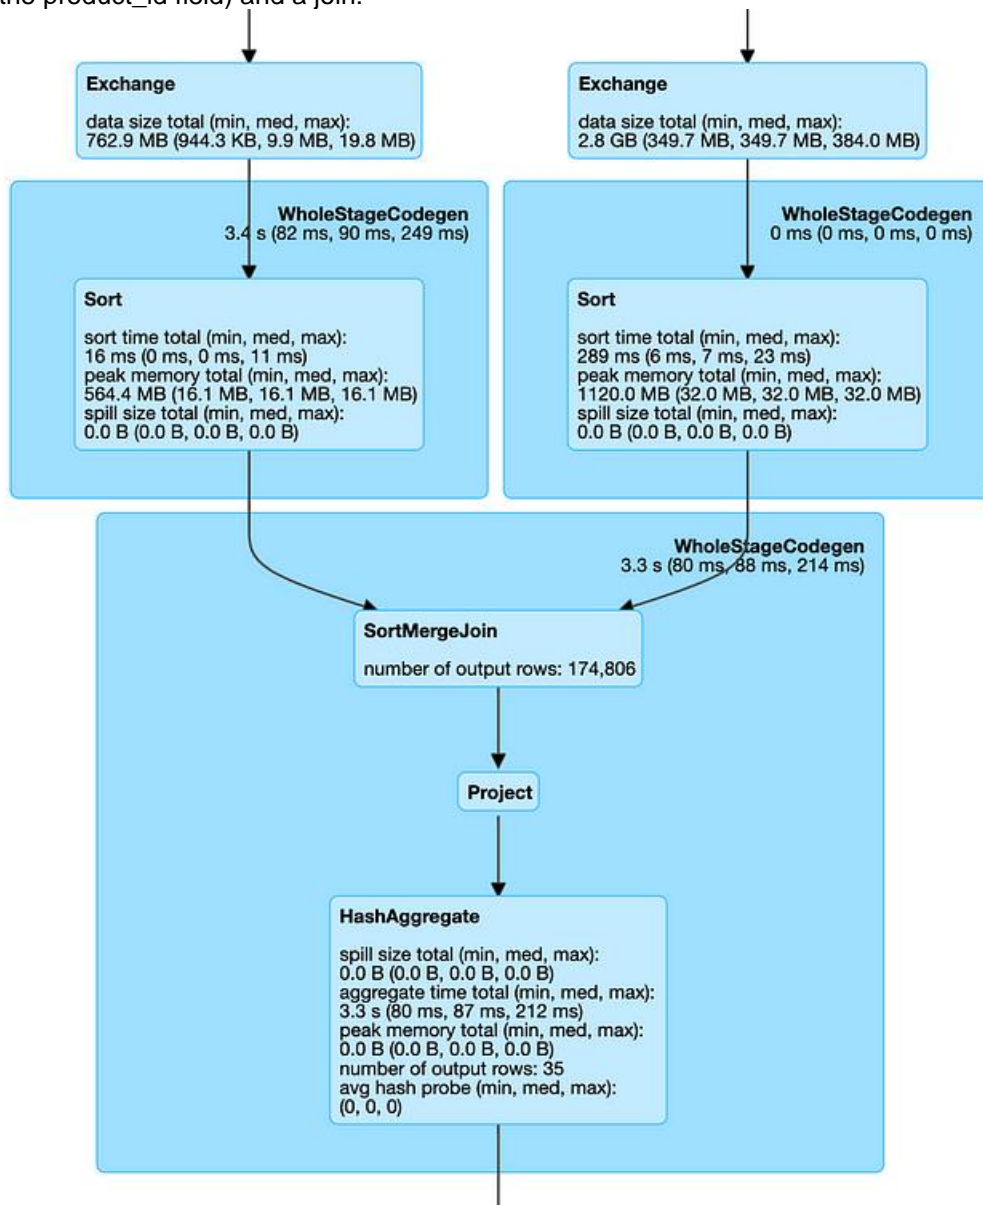 the product_id field) and a join.
Exchange
data size total (min, med, max):
762.9 MB (944.3 KB, 9.9 MB, 19.8 MB)
Exchange
data size total (min, med, max):
2.8 GB (349.7 MB, 349.7 MB, 384.0 MB)
WholeStageCodegen
3.4 s (82 ms, 90 ms, 249 ms)
WholeStageCodegen
0 ms (0 ms, 0 ms, 0 ms)
Sort
sort time total (min, med, max):
16 ms (0 ms, 0 ms, 11 ms)
peak memory total (min, med, max):
564.4 MB (16.1 MB, 16.1 MB, 16.1 MB)
spill size total (min, med, max):
0.0 B (0.0 B, 0.0 B, 0.0 B)
Sort
sort time total (min, med, max):
289 ms (6 ms, 7 ms, 23 ms)
peak memory total (min, med, max):
1120.0 MB (32.0 MB, 32.0 MB, 32.0 MB)
spill size total (min, med, max):
0.0 B (0.0 B, 0.0 B, 0.0 B)
WholeStageCodegen
3.3 s (80 ms, 88 ms, 214 ms)
SortMergeJoin
number of output rows: 174,806
Project
HashAggregate
spill size total (min, med, max):
0.0 B (0.0 B, 0.0 B, 0.0 B)
aggregate time total (min, med, max):
3.3 s (80 ms, 87 ms, 212 ms)
peak memory total (min, med, max):
0.0 B (0.0 B, 0.0 B, 0.0 B)
number of output rows: 35
avg hash probe (min, med, max):
(0, 0, 0)